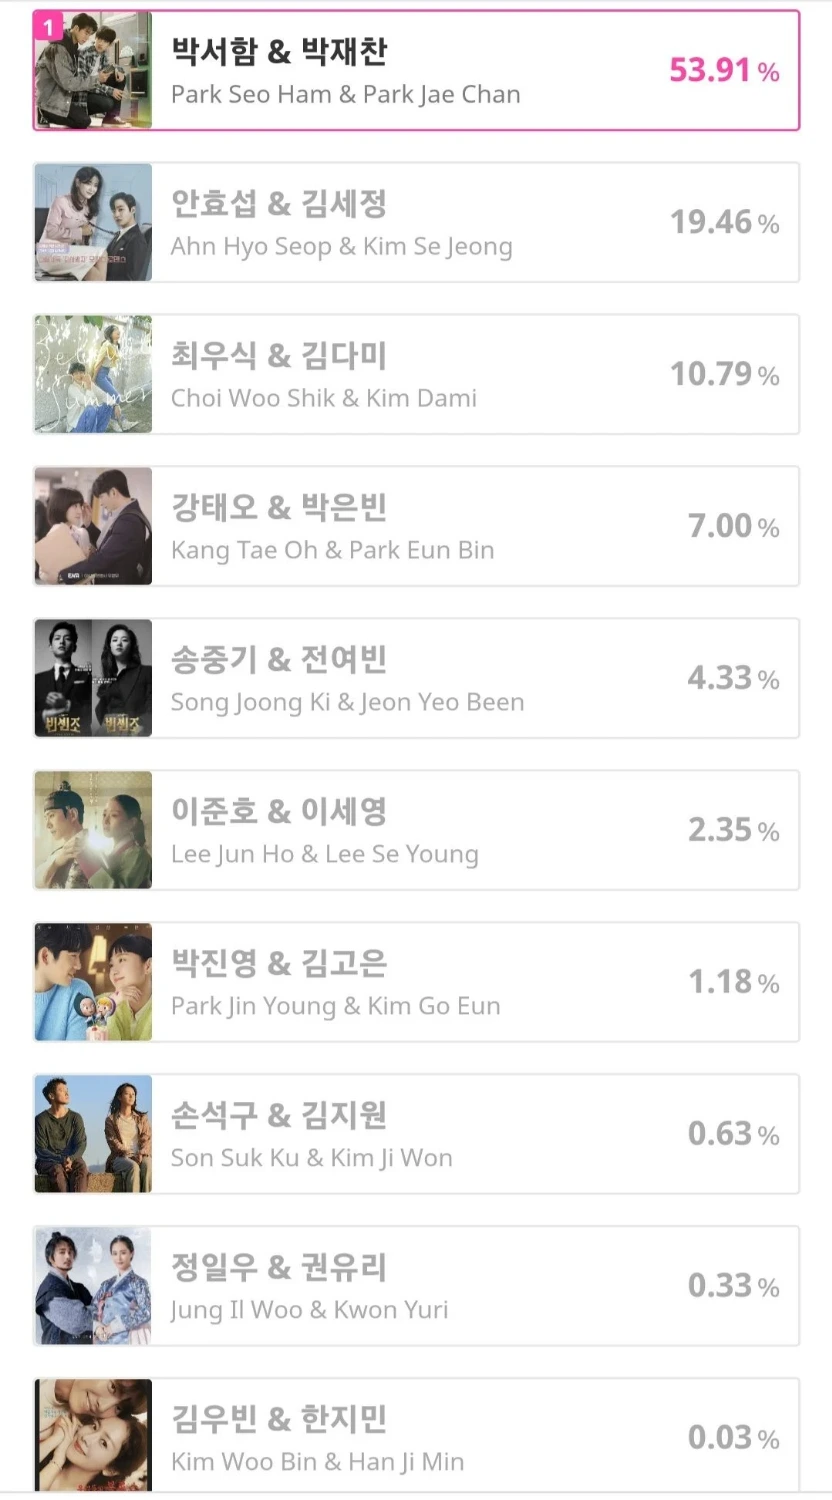 1
박서함 & 박재찬
Park Seo Ham & Park Jae Chan
53.91 %
안효섭 & 김세정
Ahn Hyo Seop & Kim Se Jeong
19.46 %
최우식 & 김다미
Choi Woo Shik & Kim Dami
10.79 %
강태오 & 박은빈
Kang Tae Oh & Park Eun Bin
7.00 %
빈센조
빈센조
송중기 & 전여빈
Song Joong Ki & Jeon Yeo Been
4.33 %
이준호 & 이세영
Lee Jun Ho & Lee Se Young
2.35 %
박진영 & 김고은
Park Jin Young & Kim Go Eun
1.18 %
손석구 & 김지원
Son Suk Ku & Kim Ji Won
0.63 %
정일우 & 권유리
Jung Il Woo & Kwon Yuri
0.33 %
김우빈 & 한지민
Kim Woo Bin & Han Ji Min
0.03 %